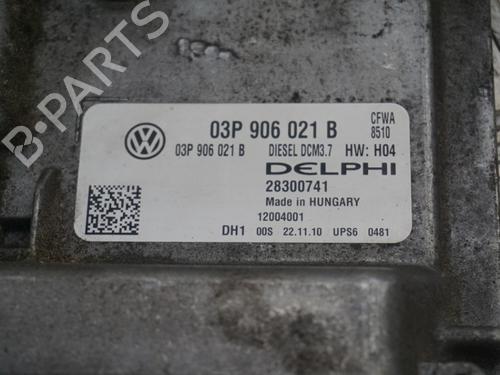 03P 906 021 B CFWA 8510
03P 906 021 B DIESEL DCM3.7 HW: H04
DELPHI
28300741
Made in HUNGARY
12004001
DH1 00S 22.11.10 UPS6 0481
B-PARTS